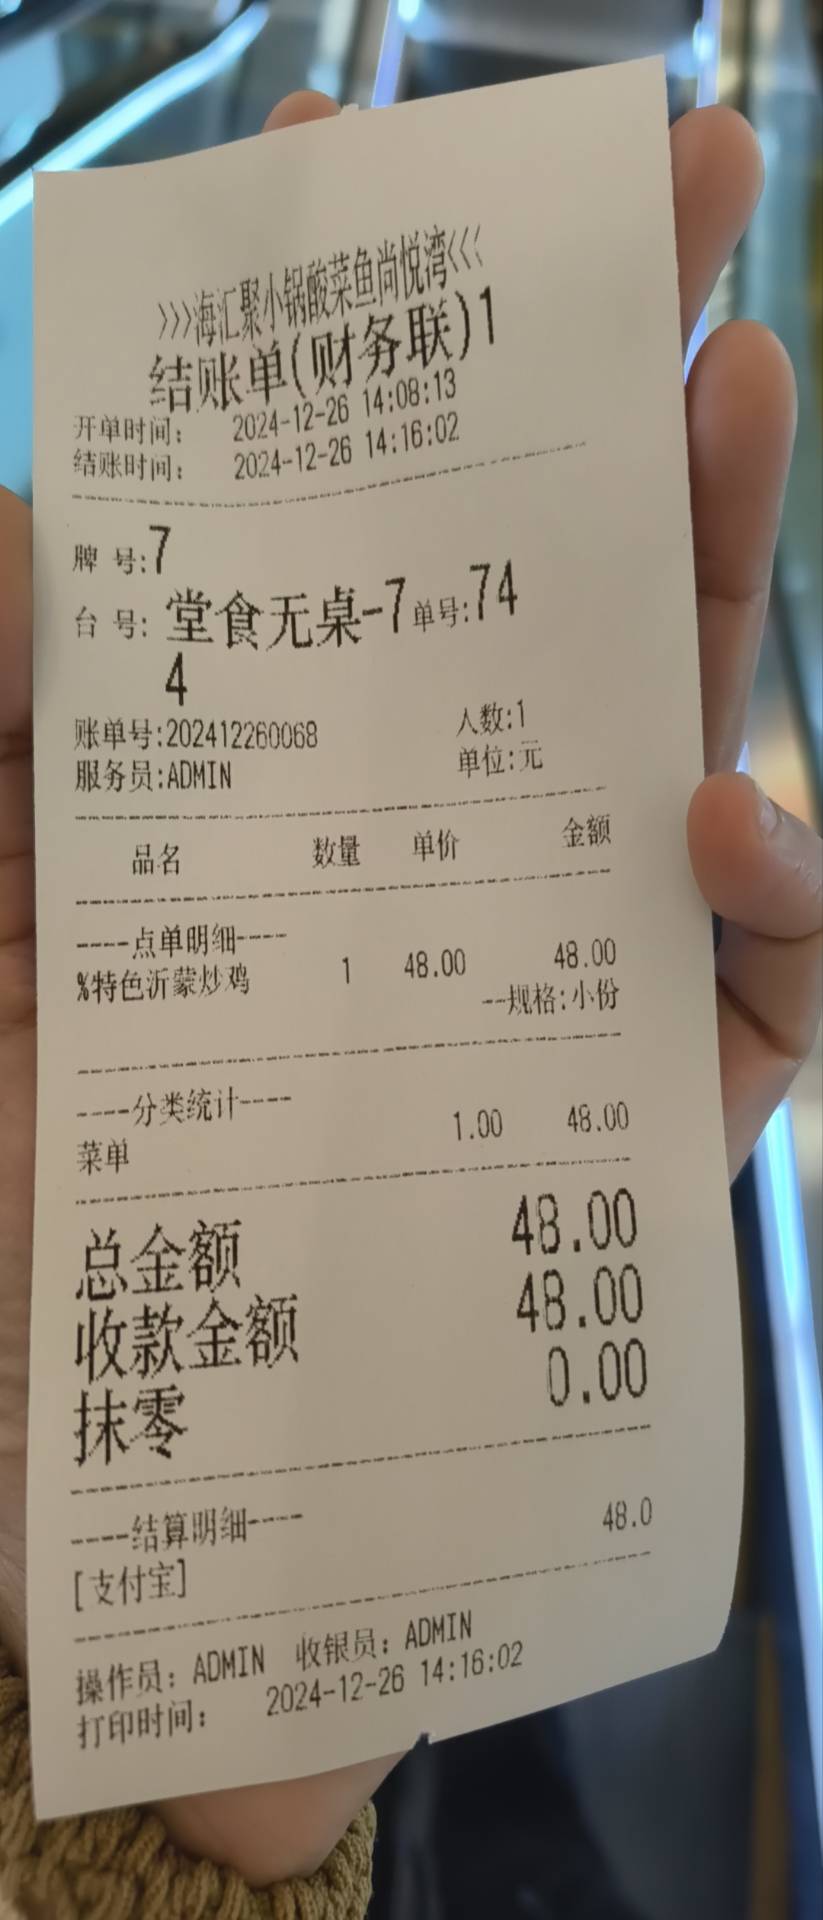 >>>海汇聚小锅酸菜鱼尚悦湾<<<
结账单(财务联)1
开单时间: 2024-12-26 14:08:13
结账时间: 2024-12-26 14:16:02
牌 号:7
台 号: 堂食无桌-7 单号:74
4
账单号:202412260068 人数:1
服务员:ADMIN 单位:元
品名 数量 单价 金额
----点单明细----
%特色沂蒙炒鸡 1 48.00 48.00
--规格:小份
----分类统计----
菜单 1.00 48.00
总金额 48.00
收款金额 48.00
抹零 0.00
----结算明细----
[支付宝] 48.0
操作员: ADMIN 收银员: ADMIN
打印时间: 2024-12-26 14:16:02